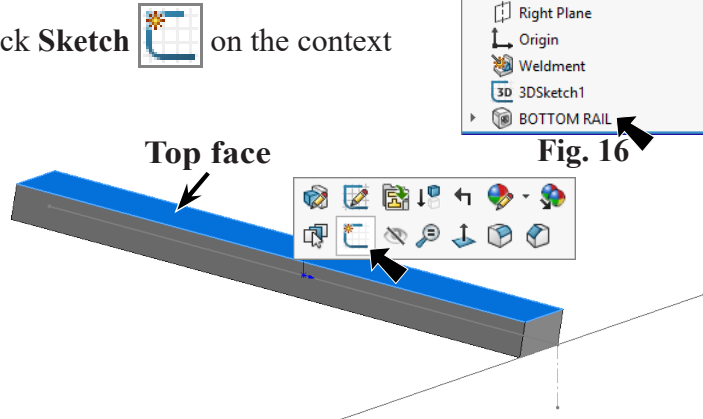 ck Sketch on the context
Right Plane
Origin
Weldment
3D 3DSketch1
BOTTOM RAIL
Fig. 16
Top face